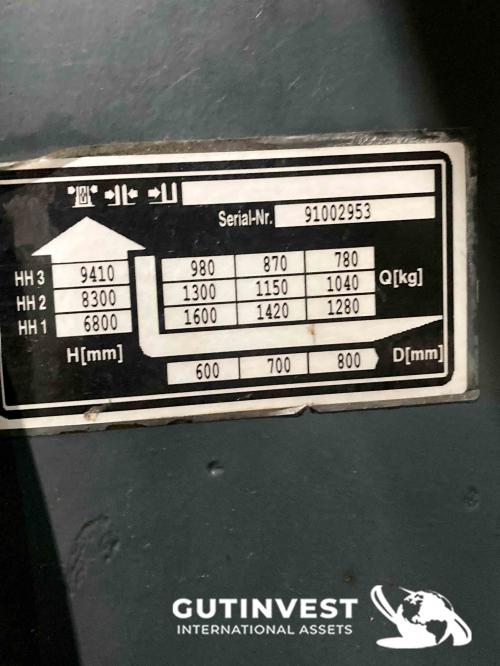 Serial-Nr. 91002953
HH 3 9410 980 870 780
HH 2 8300 1300 1150 1040 Q[kg]
HH 1 6800 1600 1420 1280
H[mm]
600 700 800 D[mm]
GUTINVEST
INTERNATIONAL ASSETS